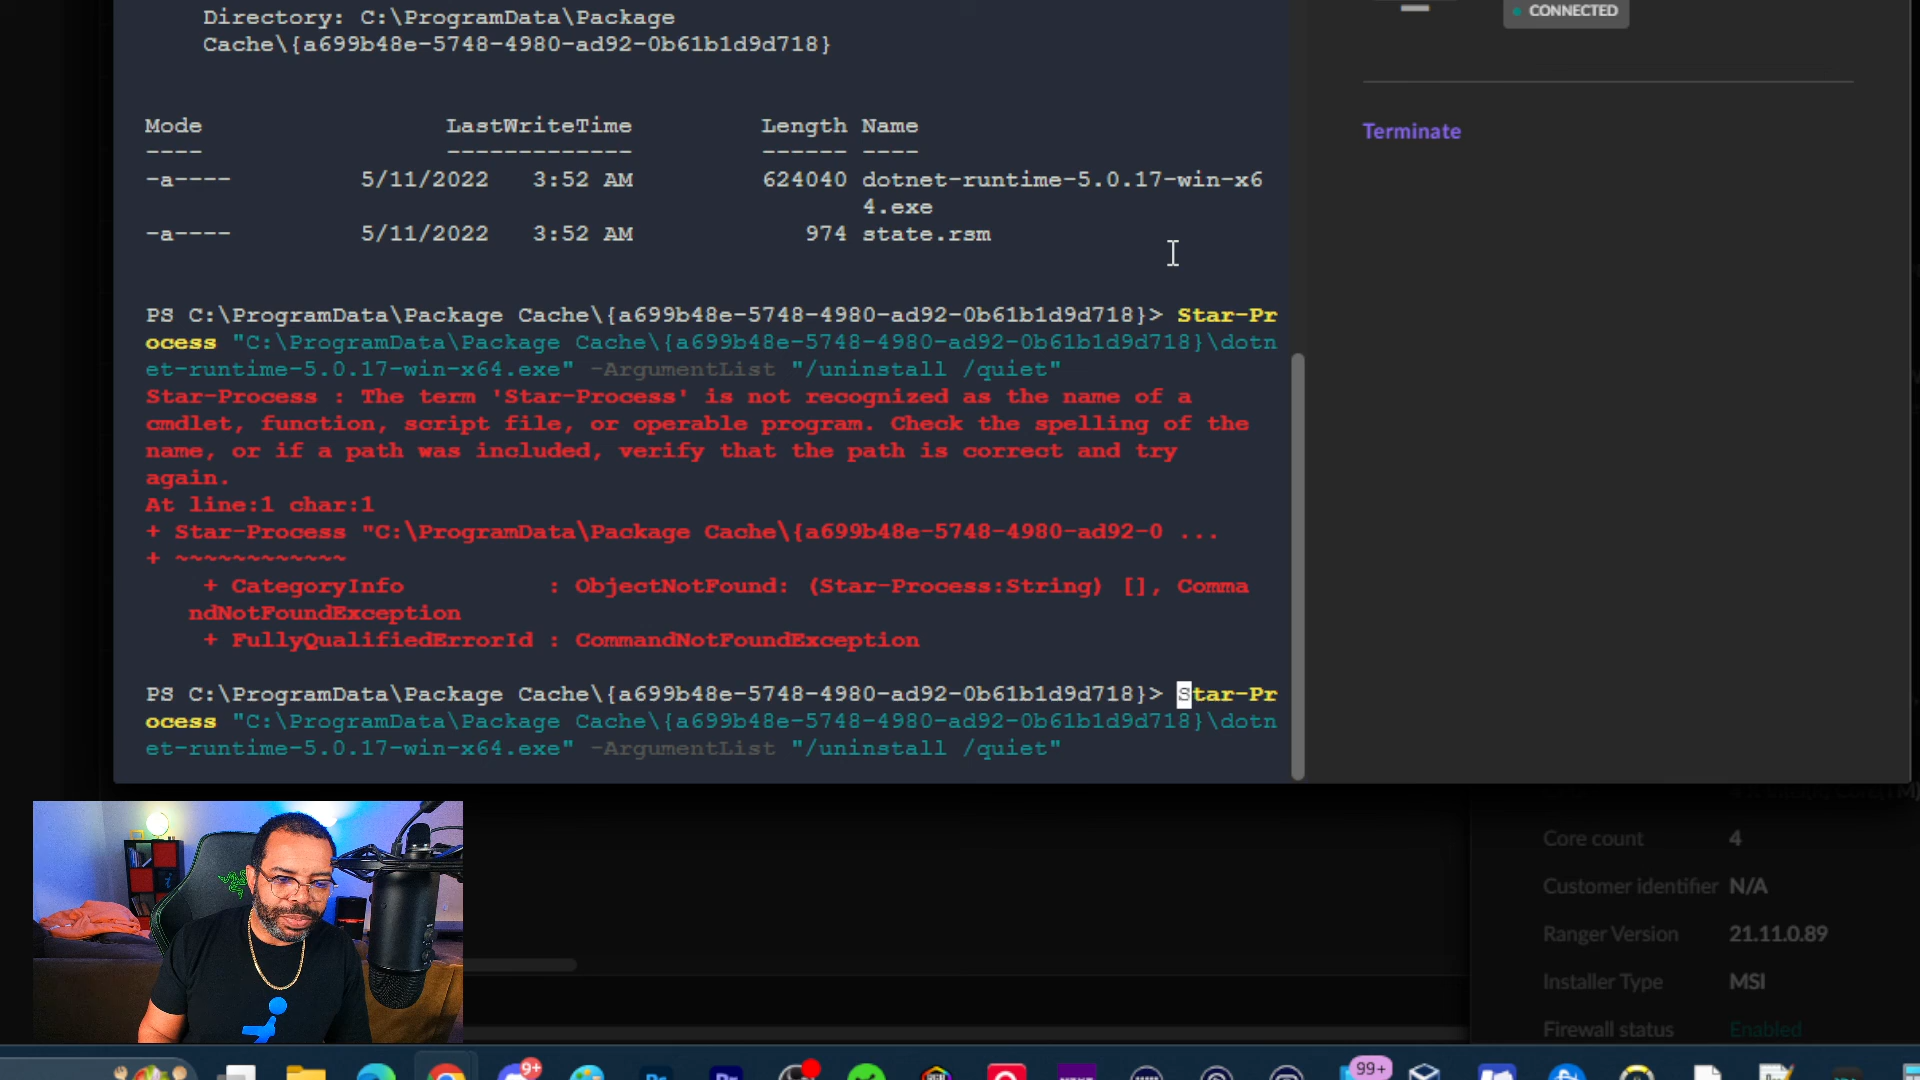 Directory: C:\ProgramData\Package
Cache\{a699b48e-5748-4980-ad92-0b61b1d9d718}
CONNECTED
Terminate
Mode LastWriteTime Length Name
---- ------------- ------ ----
-a---- 5/11/2022 3:52 AM 624040 dotnet-runtime-5.0.17-win-x6
4.exe
-a---- 5/11/2022 3:52 AM 974 state.rsm
PS C:\ProgramData\Package Cache\{a699b48e-5748-4980-ad92-0b61b1d9d718}> Star-Pr
ocess "C:\ProgramData\Package Cache\{a699b48e-5748-4980-ad92-0b61b1d9d718}\dotn
et-runtime-5.0.17-win-x64.exe" -ArgumentList "/uninstall /quiet"
Star-Process : The term 'Star-Process' is not recognized as the name of a
cmdlet, function, script file, or operable program. Check the spelling of the
name, or if a path was included, verify that the path is correct and try
again.
At line:1 char:1
+ Star-Process "C:\ProgramData\Package Cache\{a699b48e-5748-4980-ad92-0 ...
+ ~~~~~~~~~~~~
+ CategoryInfo : ObjectNotFound: (Star-Process:String) [], Comma
ndNotFoundException
+ FullyQualifiedErrorId : CommandNotFoundException
PS C:\ProgramData\Package Cache\{a699b48e-5748-4980-ad92-0b61b1d9d718}> Star-Pr
ocess "C:\ProgramData\Package Cache\{a699b48e-5748-4980-ad92-0b61b1d9d718}\dotn
et-runtime-5.0.17-win-x64.exe" -ArgumentList "/uninstall /quiet"
Core count 4
Customer identifier N/A
Ranger Version 21.11.0.89
Installer Type MSI
Firewall status Enabled
9+
99+